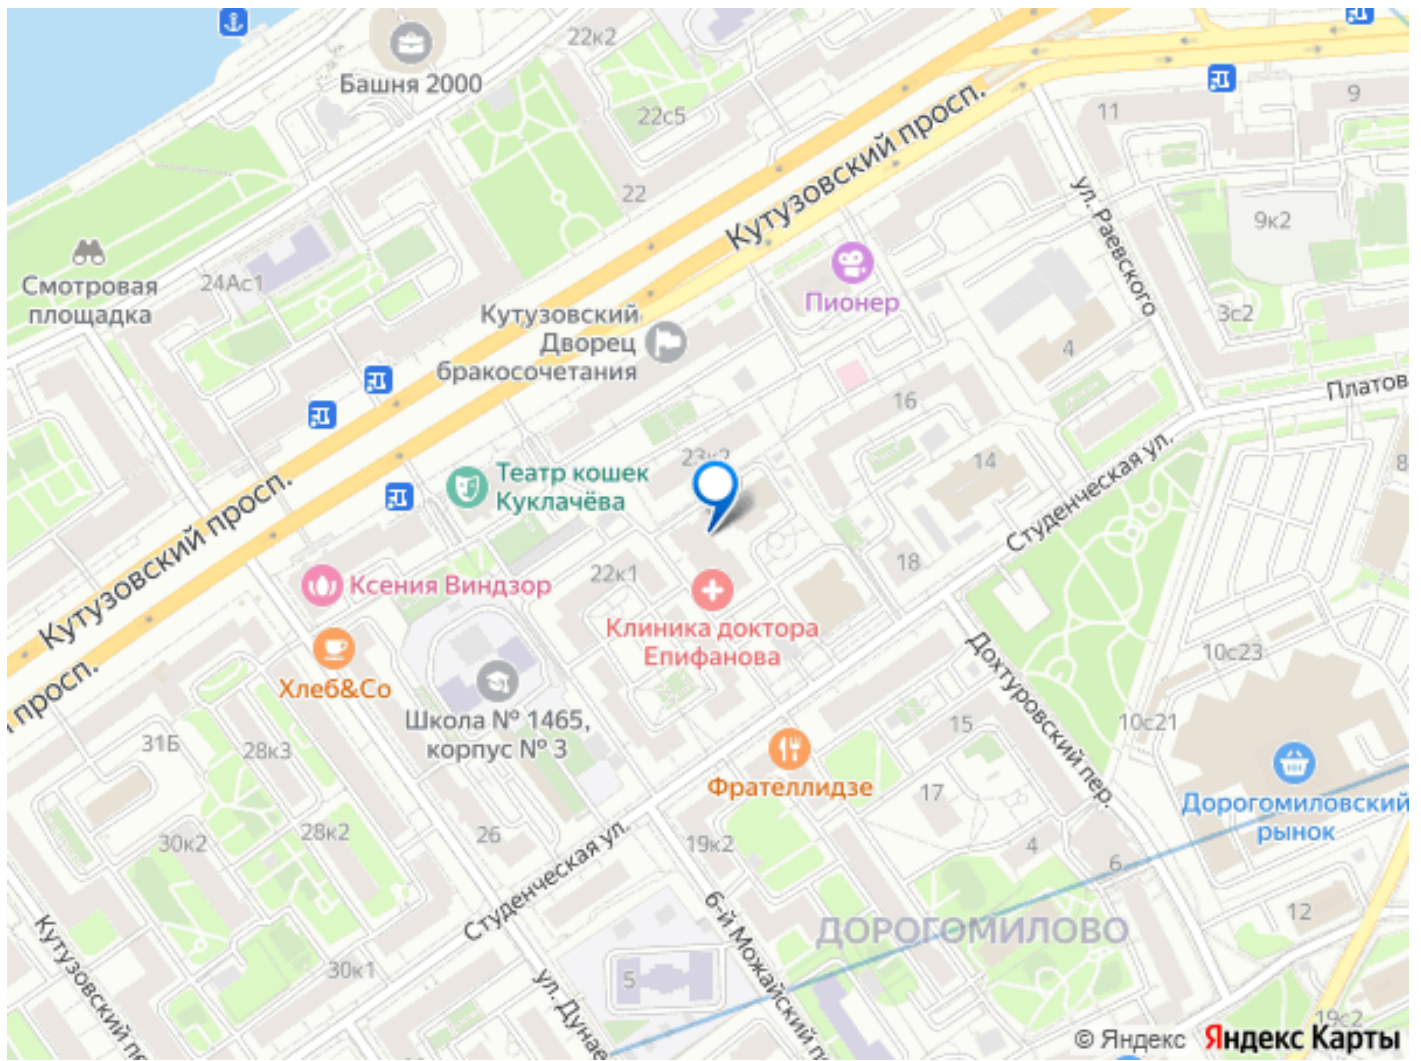 22к2
Башня 2000
22с5
22
Кутузовский просп.
11
9
ул. Раевского
9к2
Смотровая
площадка
24Ас1
Пионер
Кутузовский
Дворец
бракосочетания
3с2
4
Платов
16
23к2
Театр кошек
Куклачёва
14
8
Студенческая ул.
Кутузовский просп.
18
22к1
Ксения Виндзор
Клиника доктора
Епифанова
Хлеб&Co
Школа № 1465,
корпус № 3
Дохтуровский пер.
10с23
10с21
просп.
31Б
28к3
15
Фрателлидзе
17
Дорогомиловский
рынок
30к2
28к2
26
19к2
4
6
Студенческая ул.
6-й Можайский п
ДОРОГОМИЛОВО
12
Кутузовский пе
30к1
ул. Дунае
5
19с2
© Яндекс Яндекс Карты